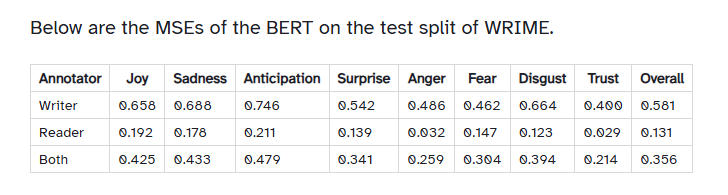 Below are the MSEs of the BERT on the test split of WRIME.
Annotator Joy Sadness Anticipation Surprise Anger Fear Disgust Trust Overall
Writer 0.658 0.688 0.746 0.542 0.486 0.462 0.664 0.400 0.581
Reader 0.192 0.178 0.211 0.139 0.032 0.147 0.123 0.029 0.131
Both 0.425 0.433 0.479 0.341 0.259 0.304 0.394 0.214 0.356